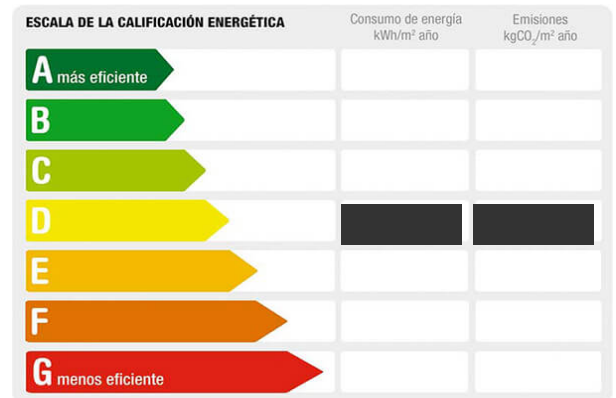 ESCALA DE LA CALIFICACIÓN ENERGÉTICA
Consumo de energía
kWh/m² año
Emisiones
kgCO₂/m² año
A más eficiente
B
C
D
E
F
G menos eficiente